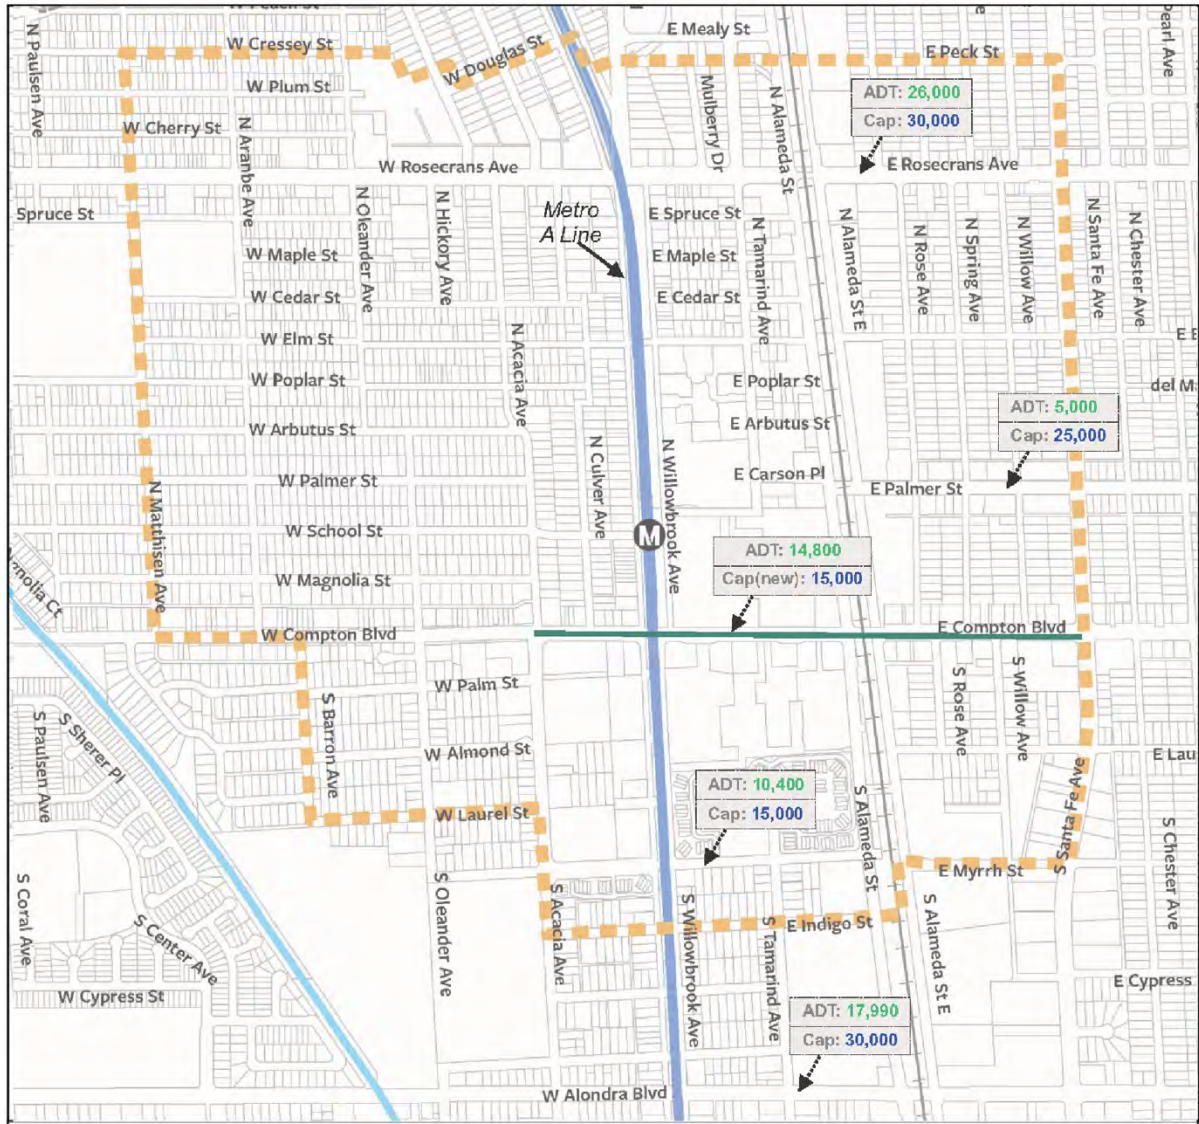 W Peach St
W Cressey St
W Douglas St
E Mealy St
E Peck St
Pearl Ave
N Paulsen Ave
W Plum St
W Cherry St
N Aranbe Ave
Mulberry Dr
N Alameda St
ADT: 26,000
Cap: 30,000
W Rosecrans Ave
E Rosecrans Ave
Spruce St
N Oleander Ave
N Hickory Ave
Metro
A Line
E Spruce St
N Tamarind Ave
N Alameda St E
N Rose Ave
N Spring Ave
N Willow Ave
N Santa Fe Ave
N Chester Ave
W Maple St
E Maple St
W Cedar St
E Cedar St
W Elm St
E E
N Acacia Ave
W Poplar St
E Poplar St
del M
ADT: 5,000
Cap: 25,000
W Arbutus St
E Arbutus St
N Culver Ave
N Willowbrook Ave
W Palmer St
E Carson Pl
E Palmer St
N Matthisen Ave
W School St
M
ADT: 14,800
Cap(new): 15,000
W Magnolia St
gnolia Ct
W Compton Blvd
E Compton Blvd
W Palm St
S Rose Ave
S Willow Ave
S Paulsen Ave
S Sherer Pl
S Barron Ave
W Almond St
E Lau
ADT: 10,400
Cap: 15,000
W Laurel St
S Alameda St
S Santa Fe Ave
S Chester Ave
E Myrrh St
S Coral Ave
S Center Ave
S Oleander Ave
S Acacia Ave
S Willowbrook Ave
S Tamarind Ave
E Indigo St
S Alameda St E
W Cypress St
E Cypress
ADT: 17,990
Cap: 30,000
W Alondra Blvd